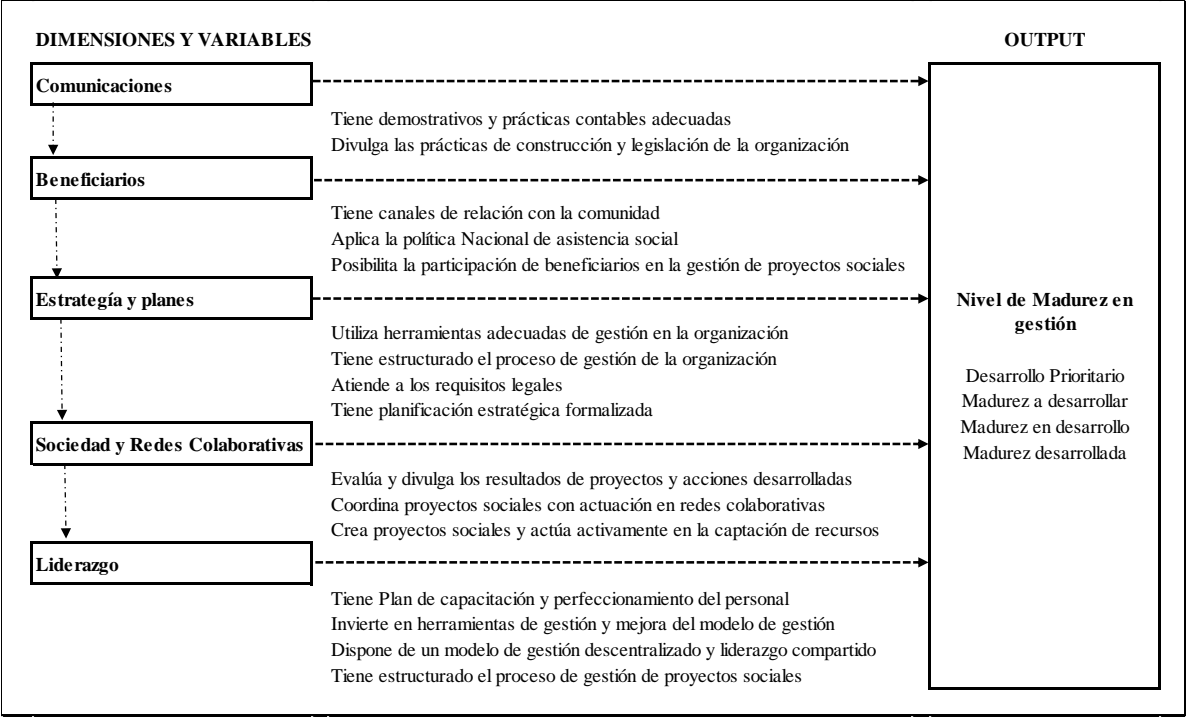 DIMENSIONES Y VARIABLES
OUTPUT
Comunicaciones
Tiene demostrativos y prácticas contables adecuadas
Divulga las prácticas de construcción y legislación de la organización
Beneficiarios
Tiene canales de relación con la comunidad
Aplica la política Nacional de asistencia social
Posibilita la participación de beneficiarios en la gestión de proyectos sociales
Estrategía y planes
Utiliza herramientas adecuadas de gestión en la organización
Tiene estructurado el proceso de gestión de la organización
Atiende a los requisitos legales
Tiene planificación estratégica formalizada
Sociedad y Redes Colaborativas
Evalúa y divulga los resultados de proyectos y acciones desarrolladas
Coordina proyectos sociales con actuación en redes colaborativas
Crea proyectos sociales y actúa activamente en la captación de recursos
Liderazgo
Tiene Plan de capacitación y perfeccionamiento del personal
Invierte en herramientas de gestión y mejora del modelo de gestión
Dispone de un modelo de gestión descentralizado y liderazgo compartido
Tiene estructurado el proceso de gestión de proyectos sociales
Nivel de Madurez en
gestión
Desarrollo Prioritario
Madurez a desarrollar
Madurez en desarrollo
Madurez desarrollada